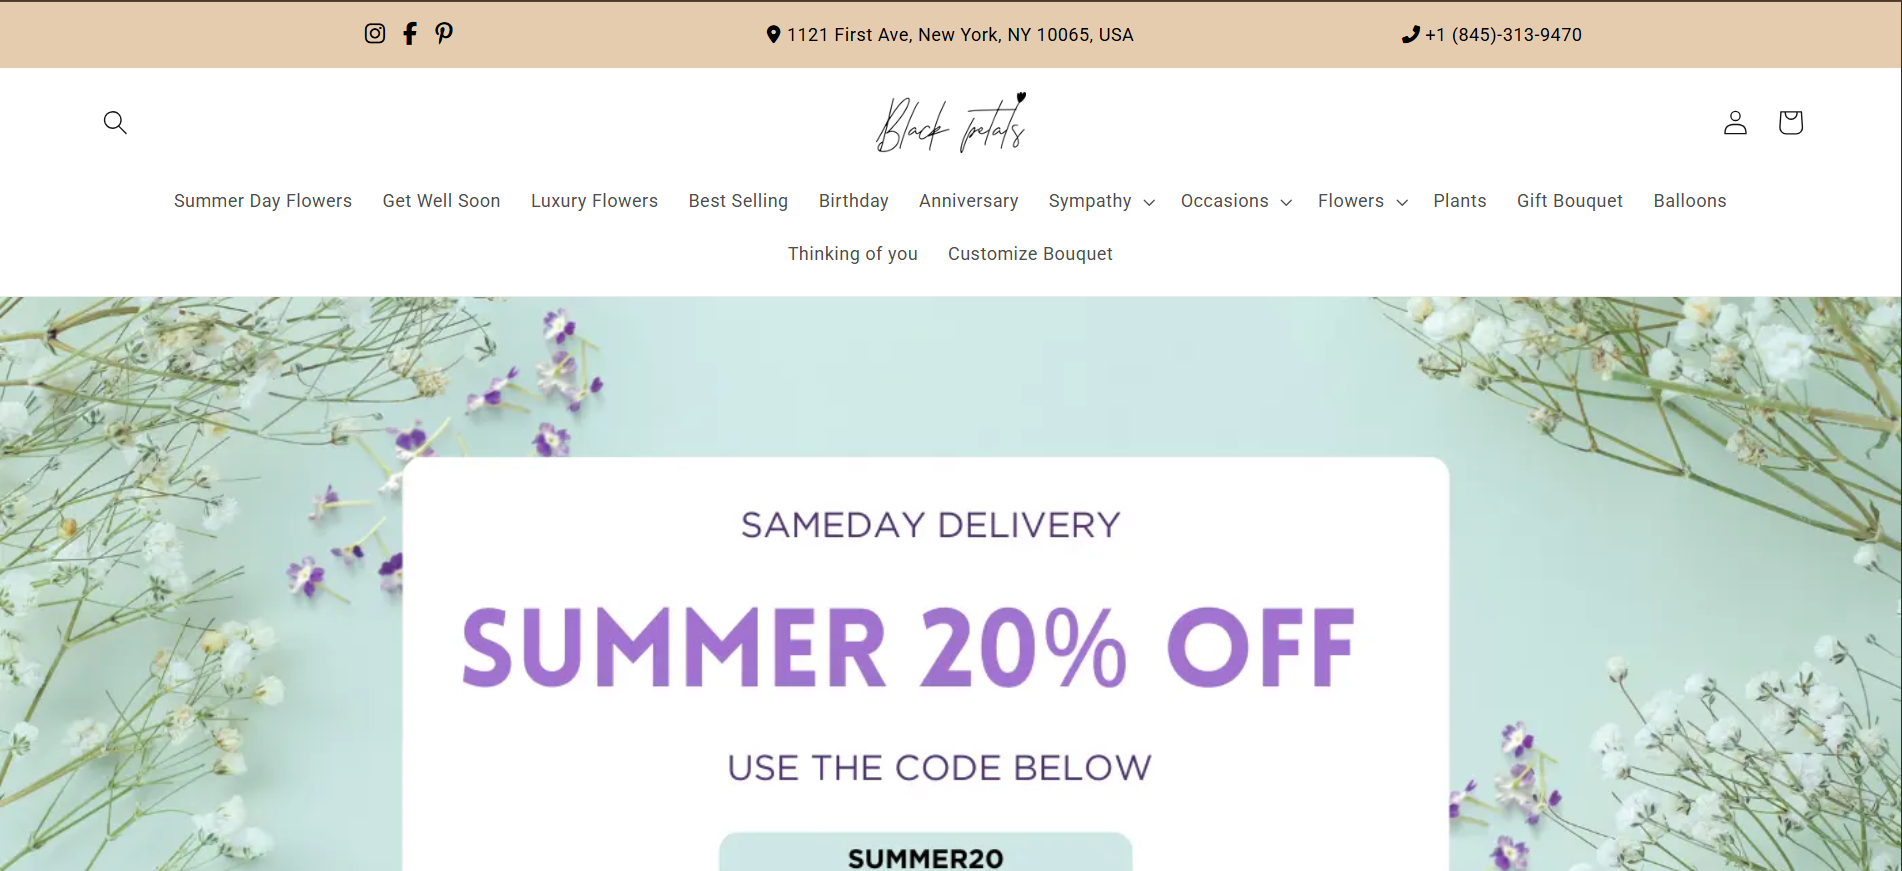 1121 First Ave, New York, NY 10065, USA
+1 (845)-313-9470
Black petals
Summer Day Flowers Get Well Soon Luxury Flowers Best Selling Birthday Anniversary Sympathy Occasions Flowers Plants Gift Bouquet Balloons
Thinking of you Customize Bouquet
SAMEDAY DELIVERY
SUMMER 20% OFF
USE THE CODE BELOW
SUMMER20